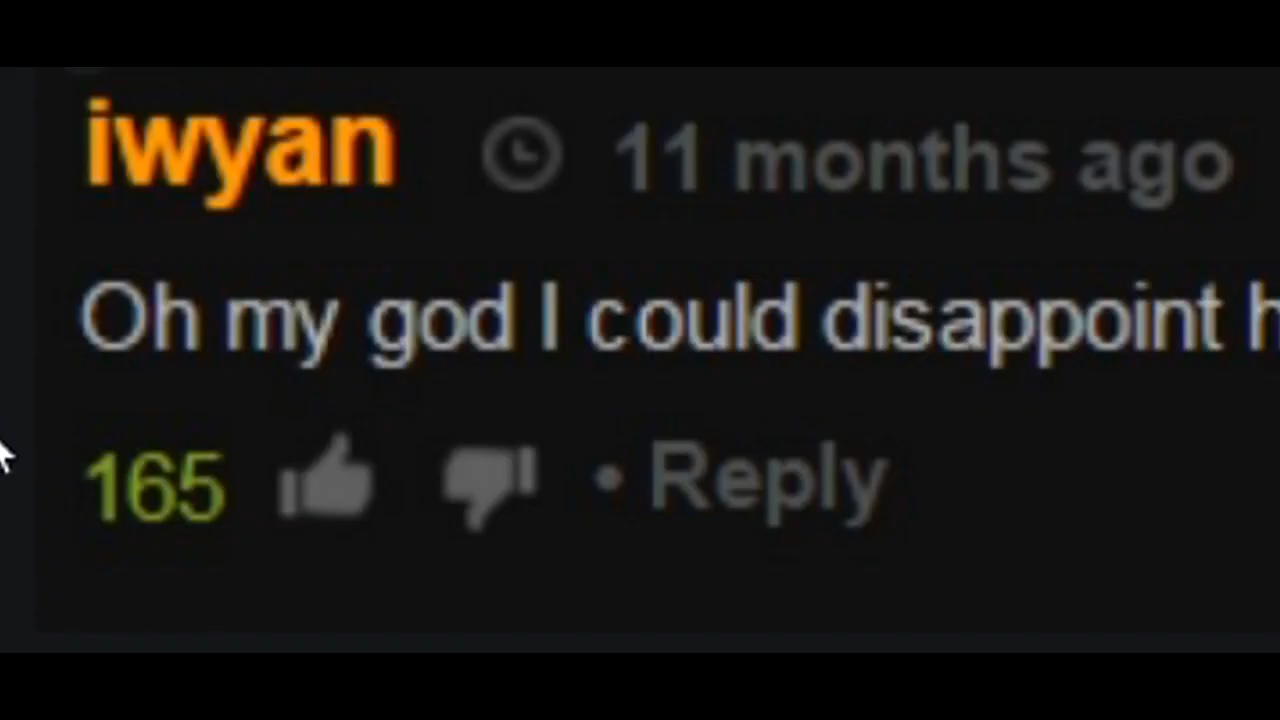 iwyan 11 months ago
Oh my god I could disappoint
165 • Reply